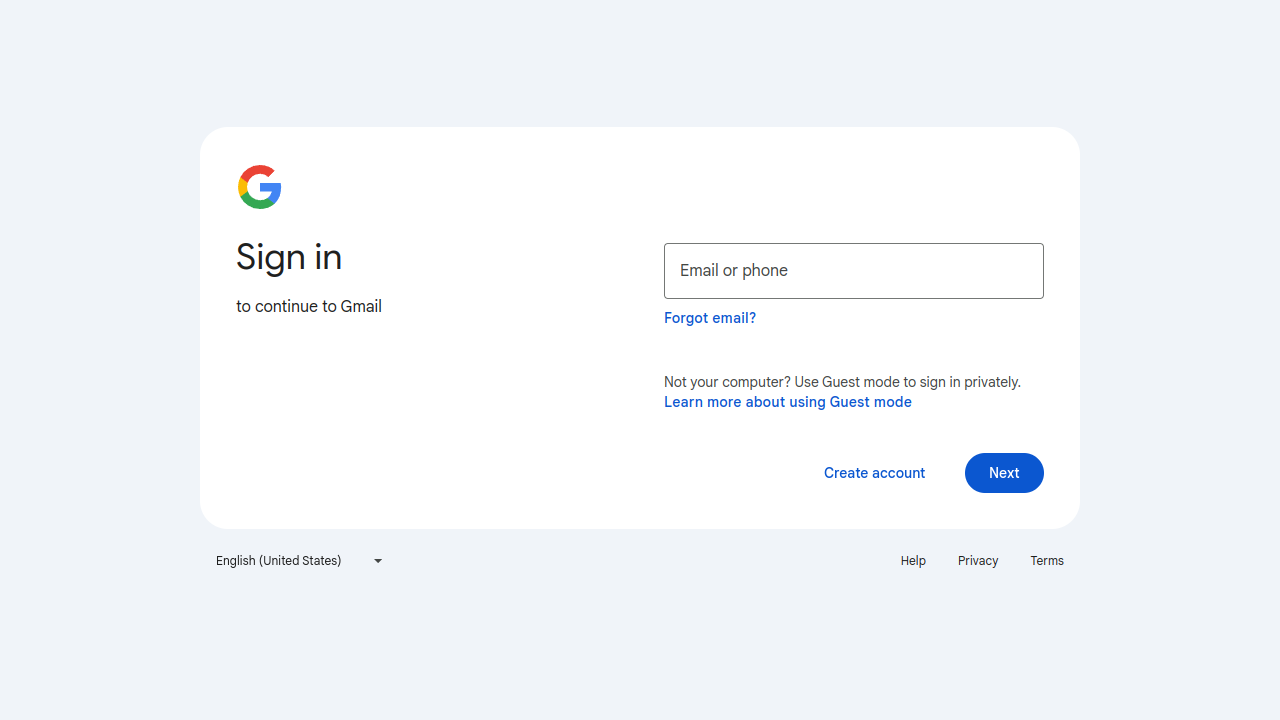 Sign in
to continue to Gmail
Email or phone
Forgot email?
Not your computer? Use Guest mode to sign in privately.
Learn more about using Guest mode
Create account
Next
English (United States)
Help
Privacy
Terms